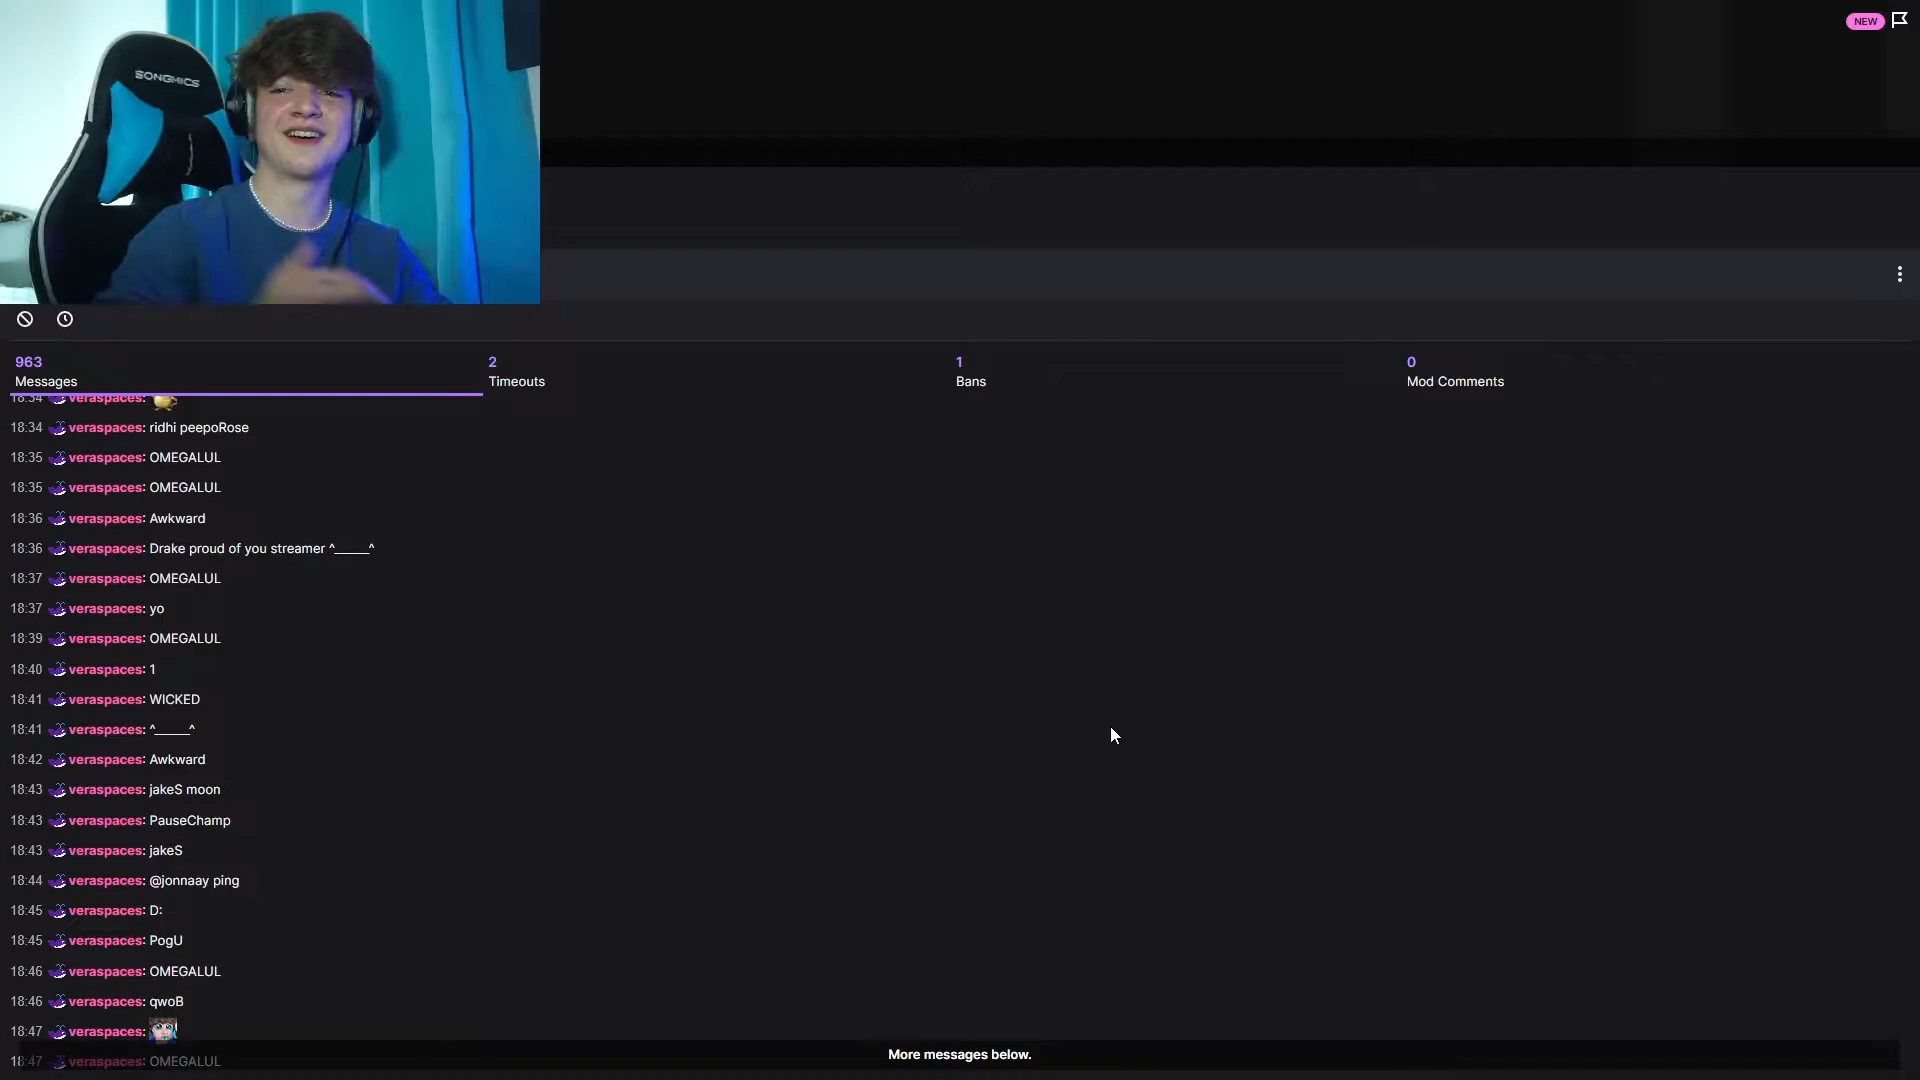 SONGMICS
NEW
963
Messages
2
Timeouts
1
Bans
0
Mod Comments
18:34 veraspaces:
18:34 veraspaces: ridhi peepoRose
18:35 veraspaces: OMEGALUL
18:35 veraspaces: OMEGALUL
18:36 veraspaces: Awkward
18:36 veraspaces: Drake proud of you streamer ^_____^
18:37 veraspaces: OMEGALUL
18:37 veraspaces: yo
18:39 veraspaces: OMEGALUL
18:40 veraspaces: 1
18:41 veraspaces: WICKED
18:41 veraspaces: ^_____^
18:42 veraspaces: Awkward
18:43 veraspaces: jakeS moon
18:43 veraspaces: PauseChamp
18:43 veraspaces: jakeS
18:44 veraspaces: @jonnaay ping
18:45 veraspaces: D:
18:45 veraspaces: PogU
18:46 veraspaces: OMEGALUL
18:46 veraspaces: qwoB
18:47 veraspaces:
18:47 veraspaces: OMEGALUL
More messages below.